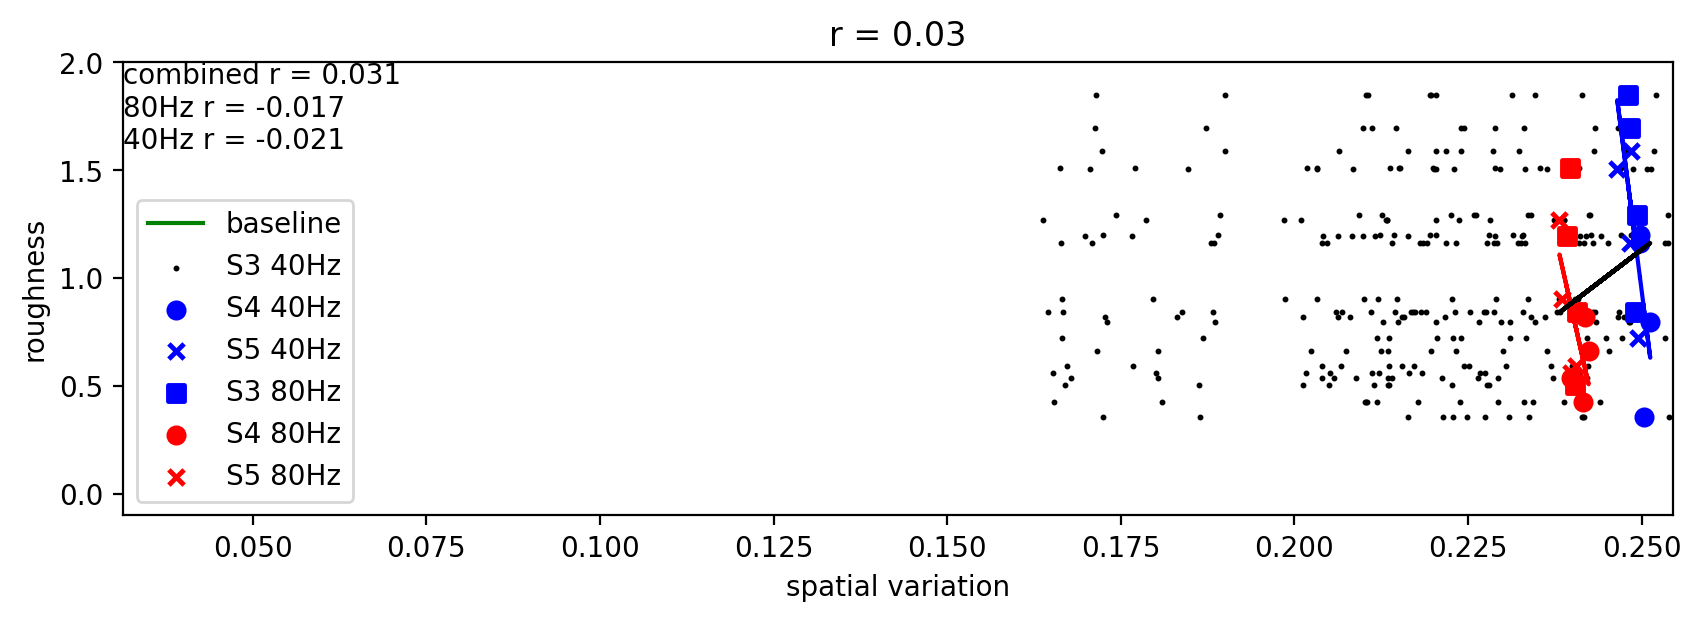 r = 0.03
combined r = 0.031
80Hz r = -0.017
40Hz r = -0.021
2.0
1.5
1.0
0.5
0.0
roughness
baseline
S3 40Hz
S4 40Hz
S5 40Hz
S3 80Hz
S4 80Hz
S5 80Hz
0.050 0.075 0.100 0.125 0.150 0.175 0.200 0.225 0.250
spatial variation